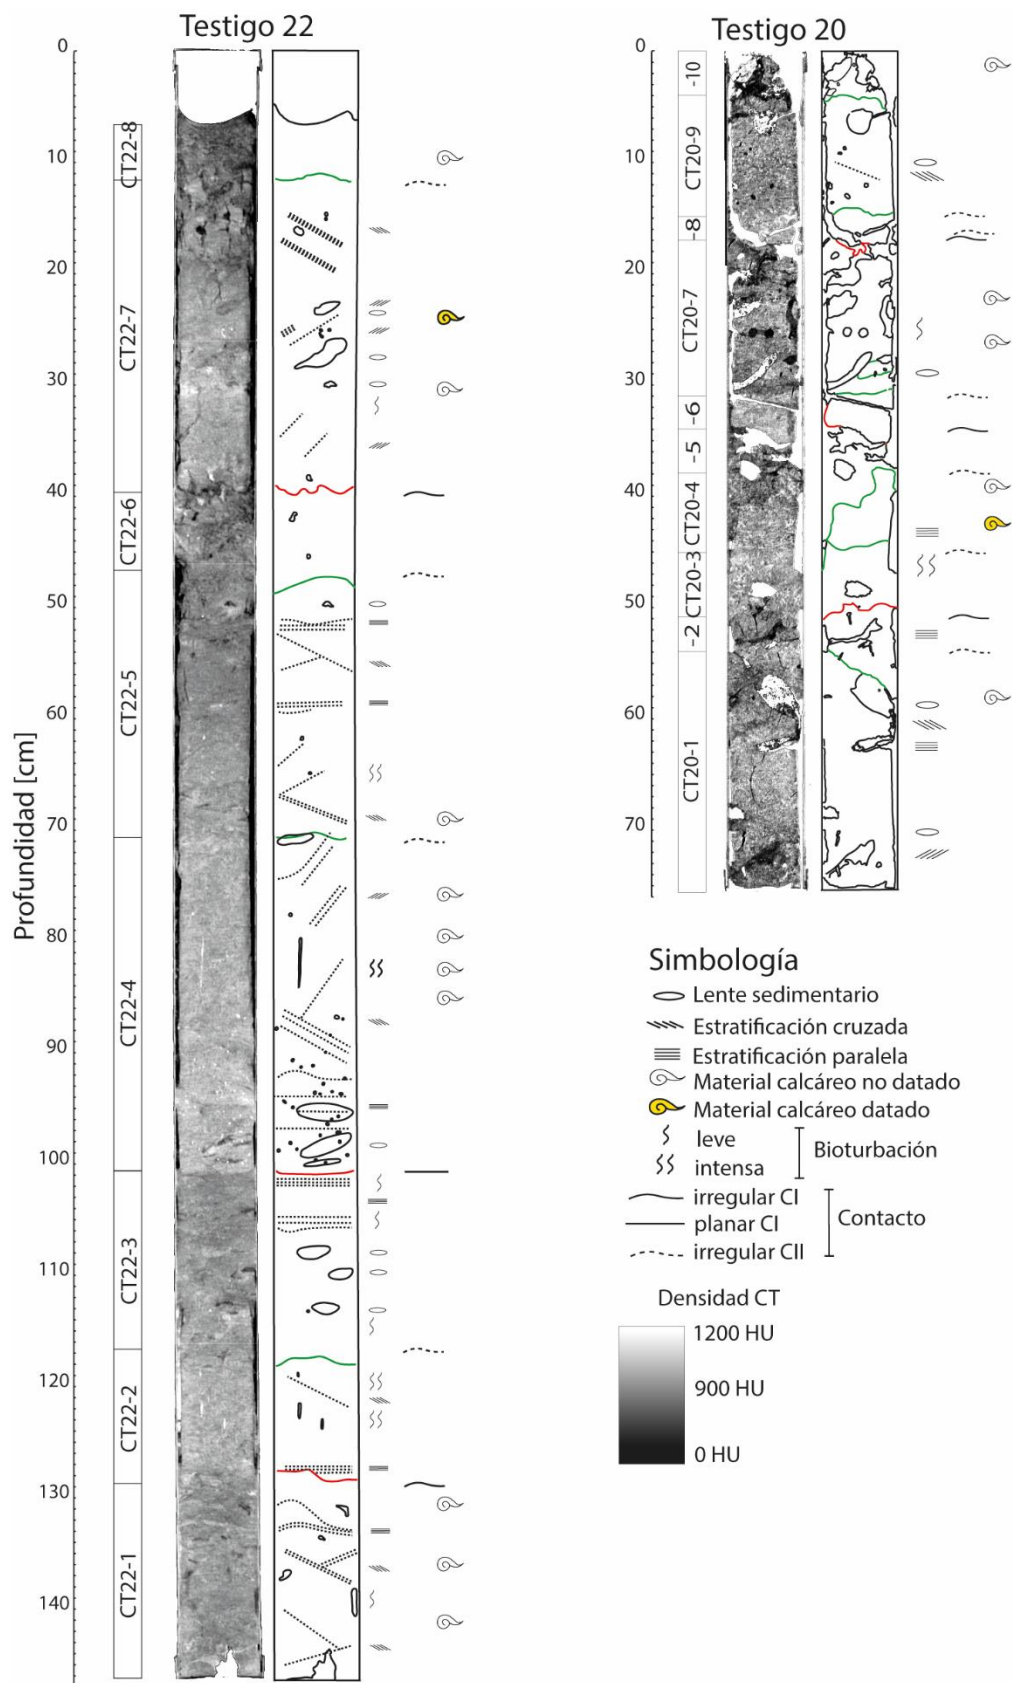 Testigo 22
Testigo 20
Profundidad [cm]
0
10
20
30
40
50
60
70
80
90
100
110
120
130
140
CT22-8
CT22-7
CT22-6
CT22-5
CT22-4
CT22-3
CT22-2
CT22-1
0
10
20
30
40
50
60
70
-10
CT20-9
-8
CT20-7
-6
-5
CT20-4
CT20-3
-2
CT20-1
Simbología
Lente sedimentario
Estratificación cruzada
Estratificación paralela
Material calcáreo no datado
Material calcáreo datado
leve
intensa
Bioturbación
irregular CI
planar CI
irregular CII
Contacto
Densidad CT
1200 HU
900 HU
0 HU